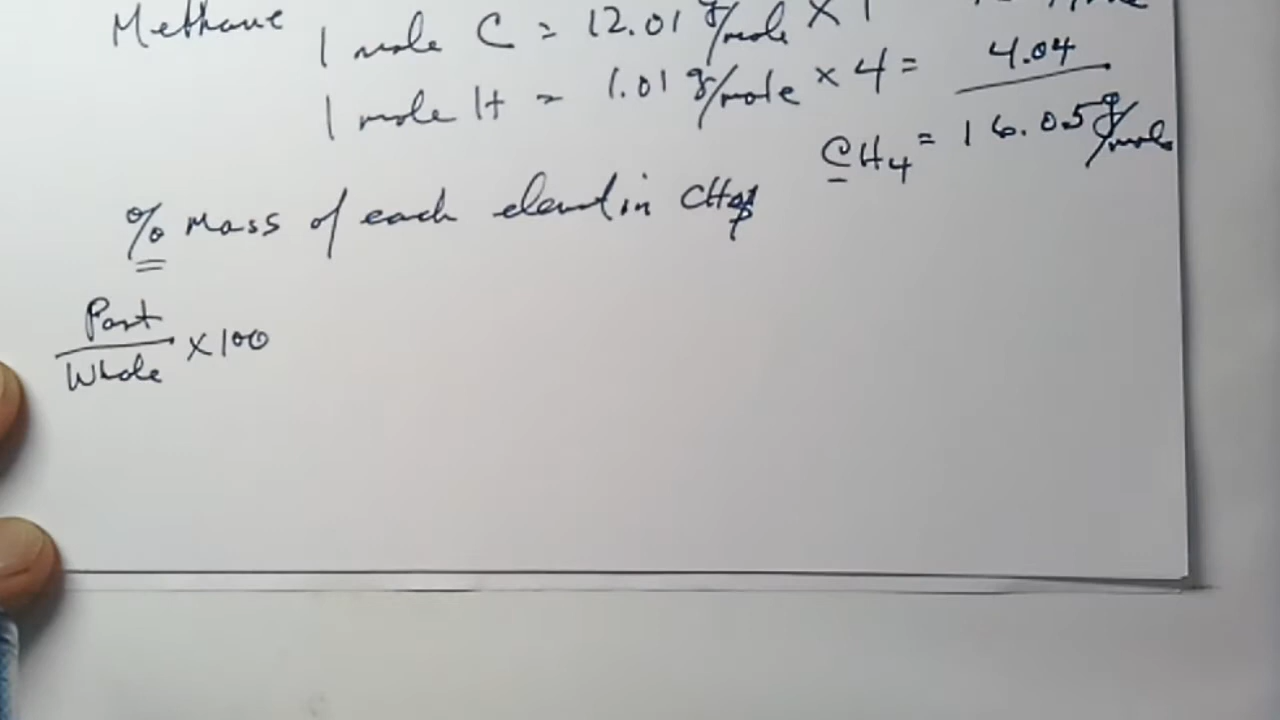 Methane
1 mole C = 12.01 g/mole × 1
1 mole H = 1.01 g/mole × 4 = 4.04
CH4 = 16.05 g/mole
% mass of each element in CH4
Part
Whole × 100